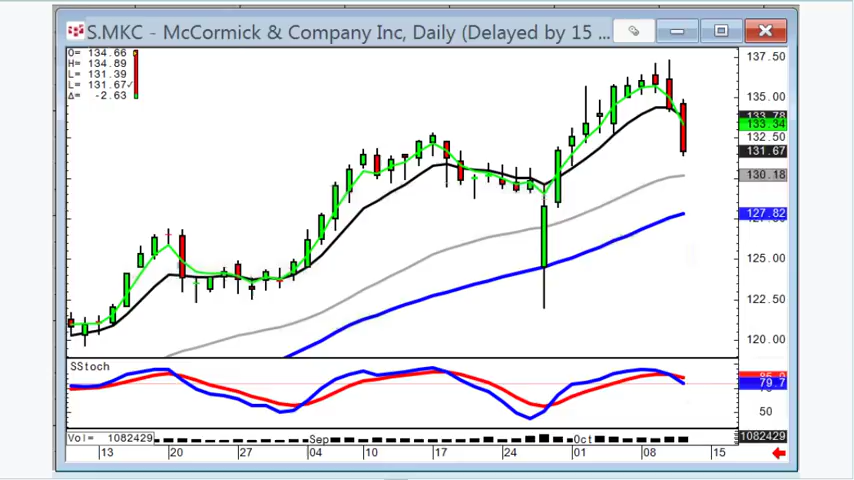 S.MKC - McCormick & Company Inc, Daily (Delayed by 15 ...
O= 134.66
H= 134.89
L= 131.39
L= 131.67✓
Δ= -2.63
137.50
135.00
133.78
133.34
132.50
131.67
130.18
127.82
125.00
122.50
120.00
SStoch
79.7
50
Vol= 1082429
Sep
Oct
1082429
13 20 27 04 10 17 24 01 08 15